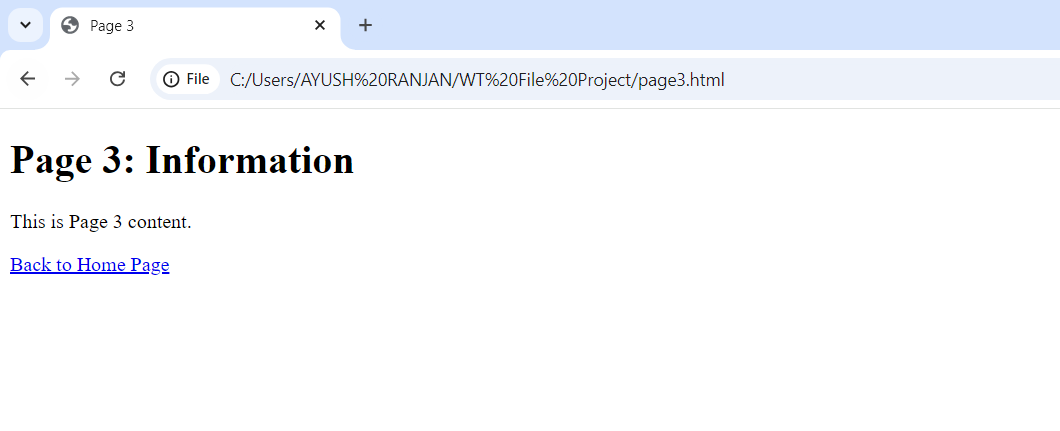 Page 3
File C:/Users/AYUSH%20RANJAN/WT%20File%20Project/page3.html
Page 3: Information
This is Page 3 content.
Back to Home Page